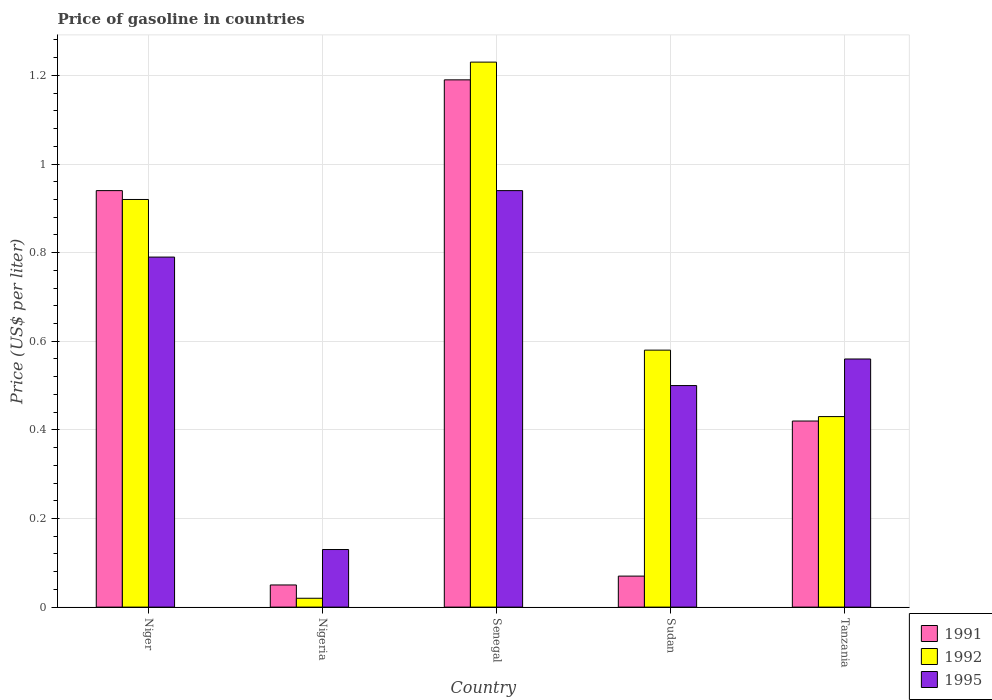 Price of gasoline in countries
Price (US$ per liter)
1.2
1
0.8
0.6
0.4
0.2
0
Niger
Nigeria
Senegal
Sudan
Tanzania
Country
1991
1992
1995